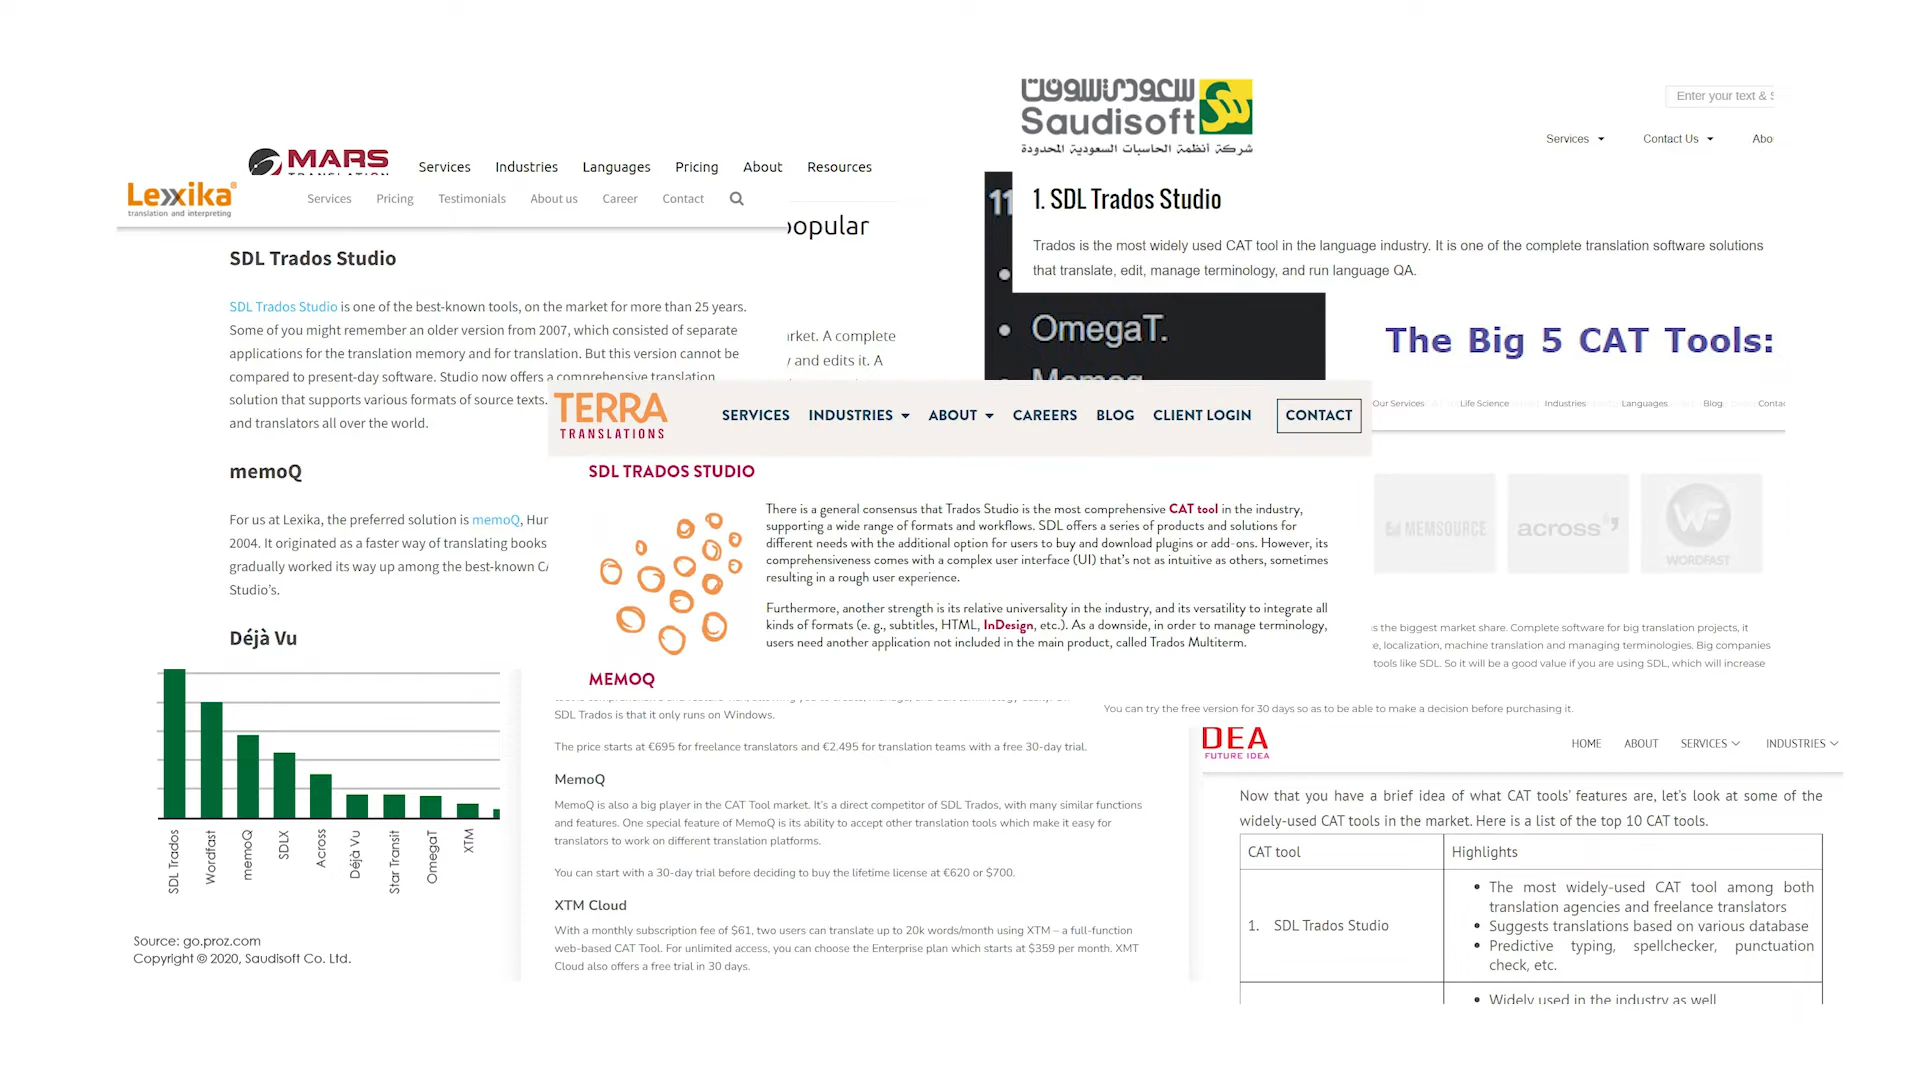 سعودي سوفت
Saudisoft
شركة أنظمة الحاسبات السعودية المحدودة
Enter your text &
Services
Contact Us
MARS
TRANSLATION
Services
Industries
Languages
Pricing
About
Resources
Lexxika®
translation and interpreting
Services
Pricing
Testimonials
About us
Career
Contact
popular
11
1. SDL Trados Studio
Trados is the most widely used CAT tool in the language industry. It is one of the complete translation software solutions
that translate, edit, manage terminology, and run language QA.
OmegaT.
Memoq
SDL Trados Studio
SDL Trados Studio is one of the best-known tools, on the market for more than 25 years.
Some of you might remember an older version from 2007, which consisted of separate
applications for the translation memory and for translation. But this version cannot be
compared to present-day software. Studio now offers a comprehensive translation
solution that supports various formats of source texts.
and translators all over the world.
A complete
and edits it. A
The Big 5 CAT Tools:
Our Services
Life Science
Industries
Languages
Blog
TERRA
TRANSLATIONS
SERVICES
INDUSTRIES
ABOUT
CAREERS
BLOG
CLIENT LOGIN
CONTACT
memoQ
For us at Lexika, the preferred solution is memoQ,
2004. It originated as a faster way of translating books
gradually worked its way up among the best-known
Studio’s.
Déjà Vu
SDL TRADOS STUDIO
There is a general consensus that Trados Studio is the most comprehensive CAT tool in the industry,
supporting a wide range of formats and workflows. SDL offers a series of products and solutions for
different needs with the additional option for users to buy and download plugins or add-ons. However, its
comprehensiveness comes with a complex user interface (UI) that’s not as intuitive as others, sometimes
resulting in a rough user experience.
Furthermore, another strength is its relative universality in the industry, and its versatility to integrate all
kinds of formats (e. g., subtitles, HTML, InDesign, etc.). As a downside, in order to manage terminology,
users need another application not included in the main product, called Trados Multiterm.
MEMOQ
MEMSOURCE
across
WF
WORDFAST
the biggest market share. Complete software for big translation projects, it
localization, machine translation and managing terminologies. Big companies
tools like SDL. So it will be a good value if you are using SDL, which will increase
You can try the free version for 30 days so as to be able to make a decision before purchasing it.
SDL Trados
Wordfast
memoQ
SDLX
Across
Déjà Vu
Star Transit
OmegaT
XTM
Source: go.proz.com
Copyright © 2020, Saudisoft Co. Ltd.
SDL Trados is that it only runs on Windows.
The price starts at €695 for freelance translators and €2.495 for translation teams with a free 30-day trial.
MemoQ
MemoQ is also a big player in the CAT Tool market. It’s a direct competitor of SDL Trados, with many similar functions
and features. One special feature of MemoQ is its ability to accept other translation tools which make it easy for
translators to work on different translation platforms.
You can start with a 30-day trial before deciding to buy the lifetime license at €620 or $700.
XTM Cloud
With a monthly subscription fee of $61, two users can translate up to 20k words/month using XTM – a full-function
web-based CAT Tool. For unlimited access, you can choose the Enterprise plan which starts at $359 per month. XMT
Cloud also offers a free trial in 30 days.
DEA
FUTURE IDEA
HOME
ABOUT
SERVICES
INDUSTRIES
Now that you have a brief idea of what CAT tools’ features are, let’s look at some of the
widely-used CAT tools in the market. Here is a list of the top 10 CAT tools.
CAT tool
Highlights
1. SDL Trados Studio
• The most widely-used CAT tool among both
translation agencies and freelance translators
• Suggests translations based on various database
• Predictive typing, spellchecker, punctuation
check, etc.
• Widely used in the industry as well